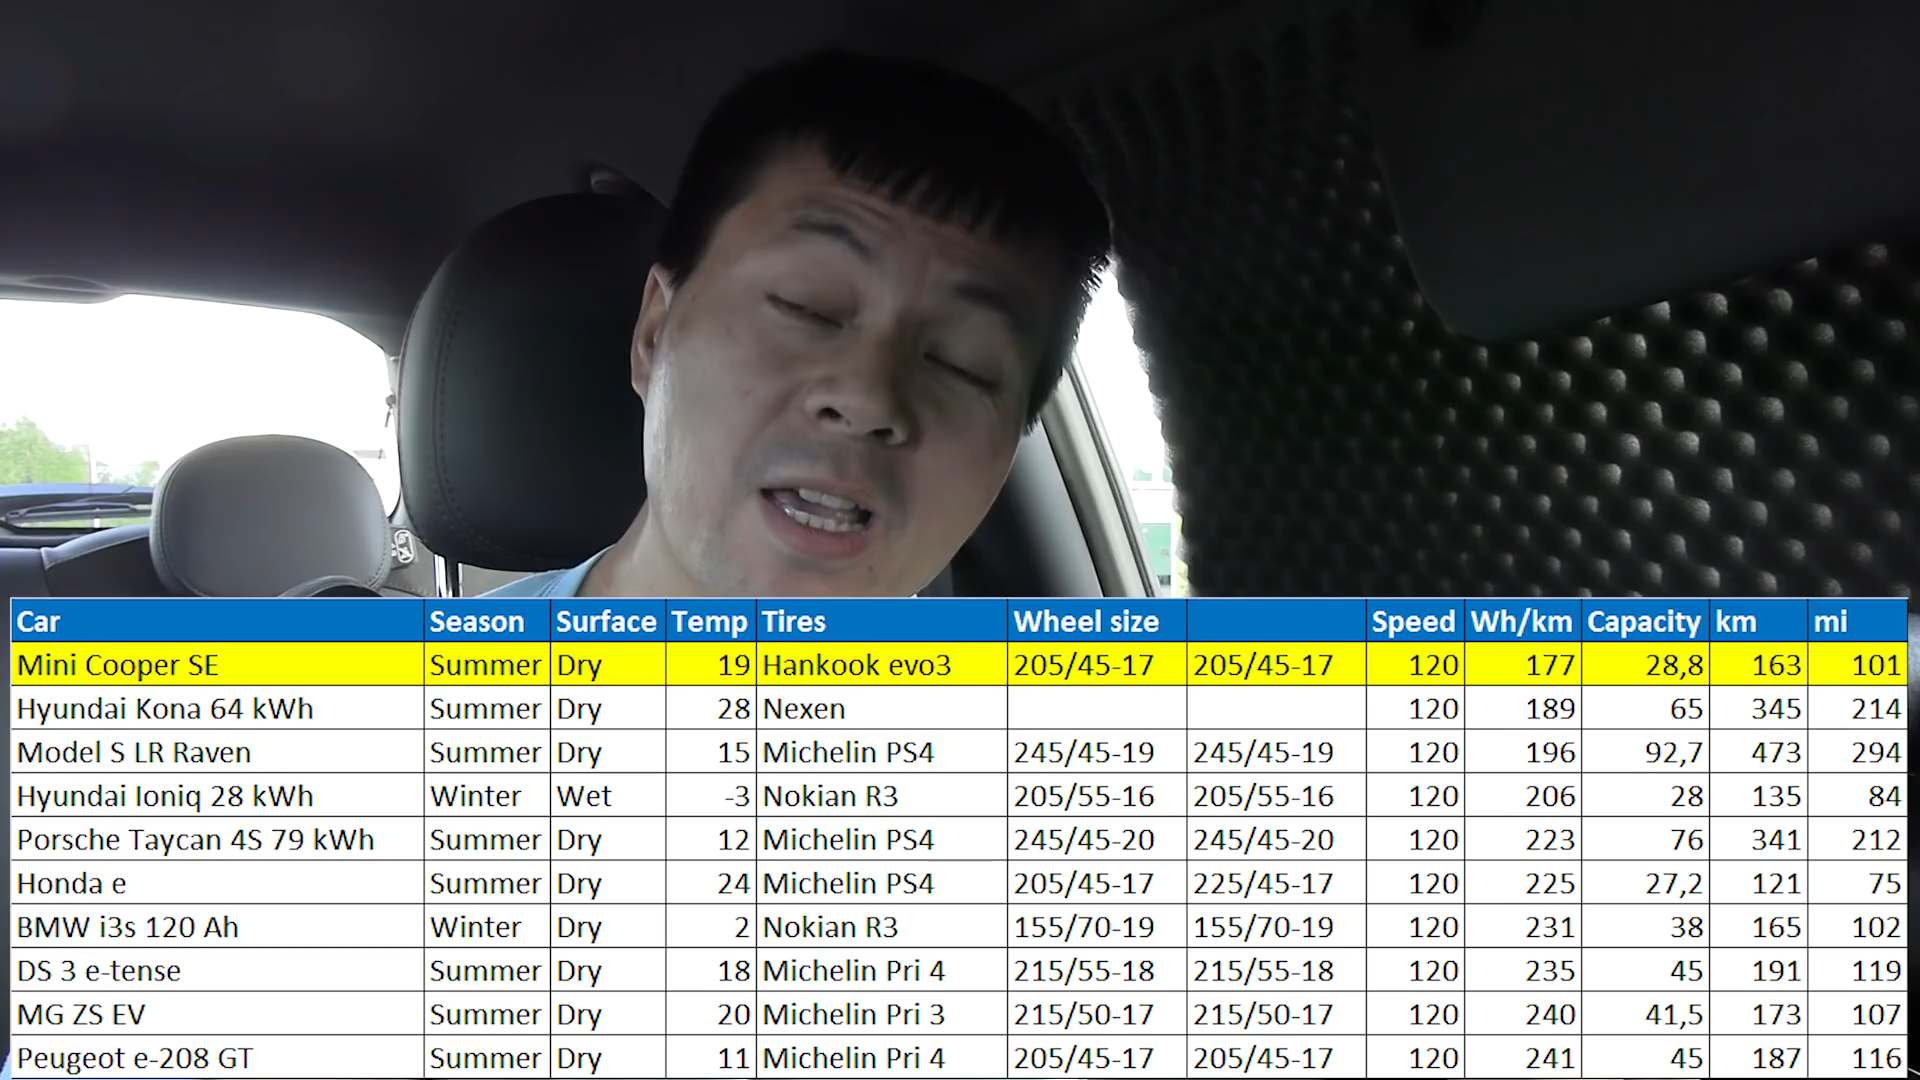 Car Season Surface Temp Tires Wheel size Speed Wh/km Capacity km mi
Mini Cooper SE Summer Dry 19 Hankook evo3 205/45-17 205/45-17 120 177 28,8 163 101
Hyundai Kona 64 kWh Summer Dry 28 Nexen 120 189 65 345 214
Model S LR Raven Summer Dry 15 Michelin PS4 245/45-19 245/45-19 120 196 92,7 473 294
Hyundai Ioniq 28 kWh Winter Wet -3 Nokian R3 205/55-16 205/55-16 120 206 28 135 84
Porsche Taycan 4S 79 kWh Summer Dry 12 Michelin PS4 245/45-20 245/45-20 120 223 76 341 212
Honda e Summer Dry 24 Michelin PS4 205/45-17 225/45-17 120 225 27,2 121 75
BMW i3s 120 Ah Winter Dry 2 Nokian R3 155/70-19 155/70-19 120 231 38 165 102
DS 3 e-tense Summer Dry 18 Michelin Pri 4 215/55-18 215/55-18 120 235 45 191 119
MG ZS EV Summer Dry 20 Michelin Pri 3 215/50-17 215/50-17 120 240 41,5 173 107
Peugeot e-208 GT Summer Dry 11 Michelin Pri 4 205/45-17 205/45-17 120 241 45 187 116